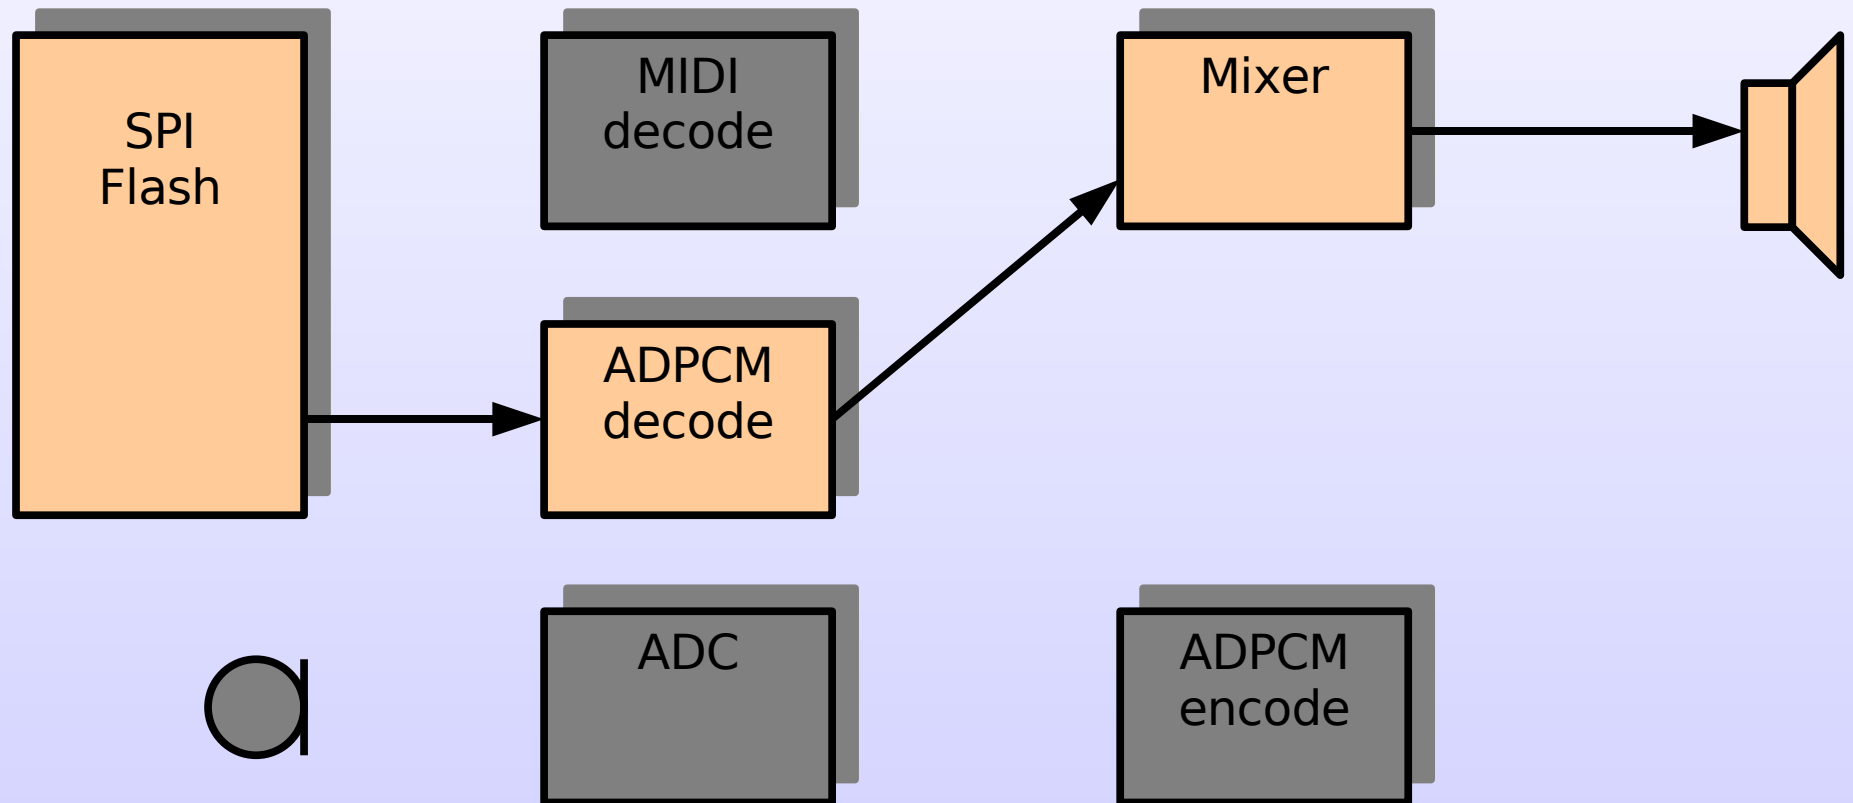 SPI
Flash
MIDI
decode
Mixer
ADPCM
decode
ADC
ADPCM
encode